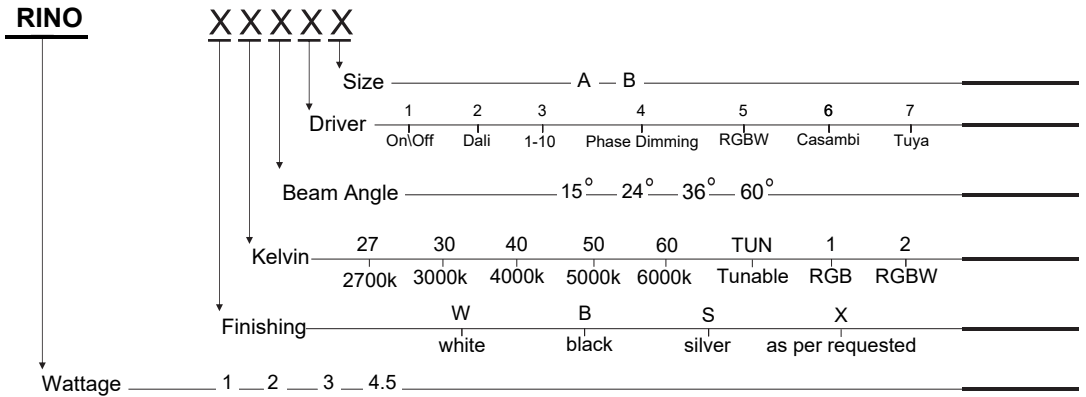 RINO X X X X X
Size A B
1 2 3 4 5 6 7
Driver
On\Off Dali 1-10 Phase Dimming RGBW Casambi Tuya
Beam Angle 15° 24° 36° 60°
27 30 40 50 60 TUN 1 2
Kelvin
2700k 3000k 4000k 5000k 6000k Tunable RGB RGBW
W B S X
Finishing
white black silver as per requested
Wattage 1 2 3 4.5